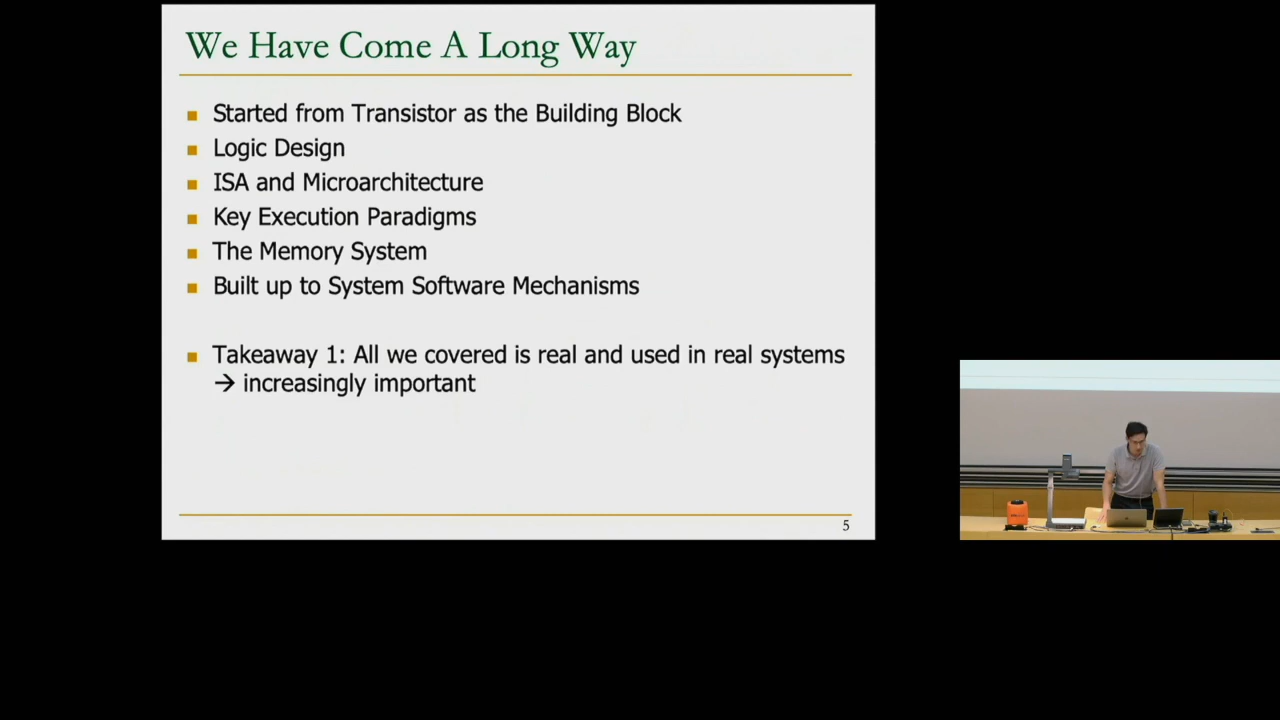 We Have Come A Long Way
Started from Transistor as the Building Block
Logic Design
ISA and Microarchitecture
Key Execution Paradigms
The Memory System
Built up to System Software Mechanisms
Takeaway 1: All we covered is real and used in real systems
→ increasingly important
5